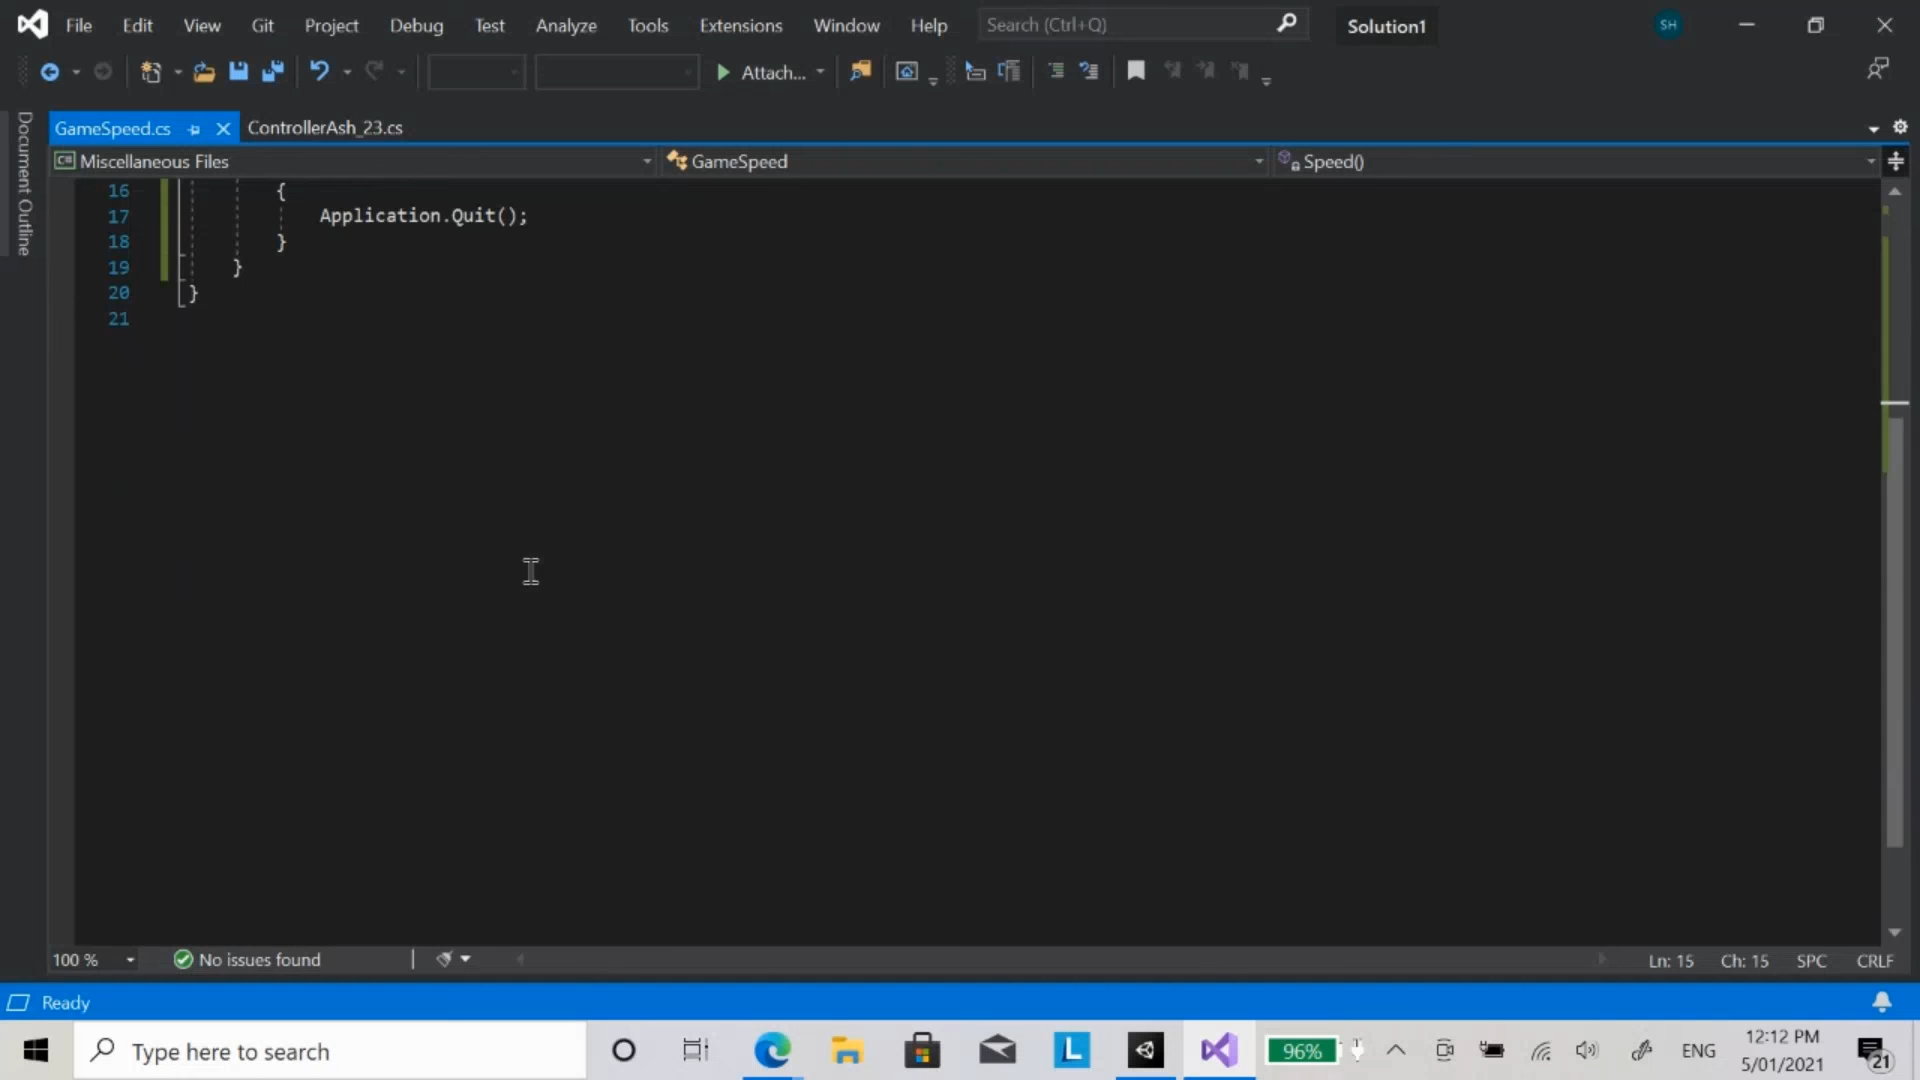 File Edit View Git Project Debug Test Analyze Tools Extensions Window Help Search (Ctrl+Q) Solution1 SH
Attach...
Document Outline
GameSpeed.cs ControllerAsh_23.cs
C# Miscellaneous Files GameSpeed Speed()
16 {
17 Application.Quit();
18 }
19 }
20 }
21
100 % No issues found Ln: 15 Ch: 15 SPC CRLF
Ready
Type here to search L 96% ENG 12:12 PM 21
5/01/2021